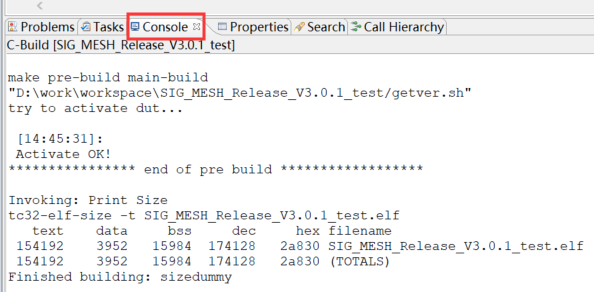 Problems Tasks Console Properties Search Call Hierarchy
C-Build [SIG_MESH_Release_V3.0.1_test]
make pre-build main-build
"D:\work\workspace\SIG_MESH_Release_V3.0.1_test/getver.sh"
try to activate dut...
[14:45:31]:
Activate OK!
**************** end of pre build ******************
Invoking: Print Size
tc32-elf-size -t SIG_MESH_Release_V3.0.1_test.elf
text data bss dec hex filename
154192 3952 15984 174128 2a830 SIG_MESH_Release_V3.0.1_test.elf
154192 3952 15984 174128 2a830 (TOTALS)
Finished building: sizedummy